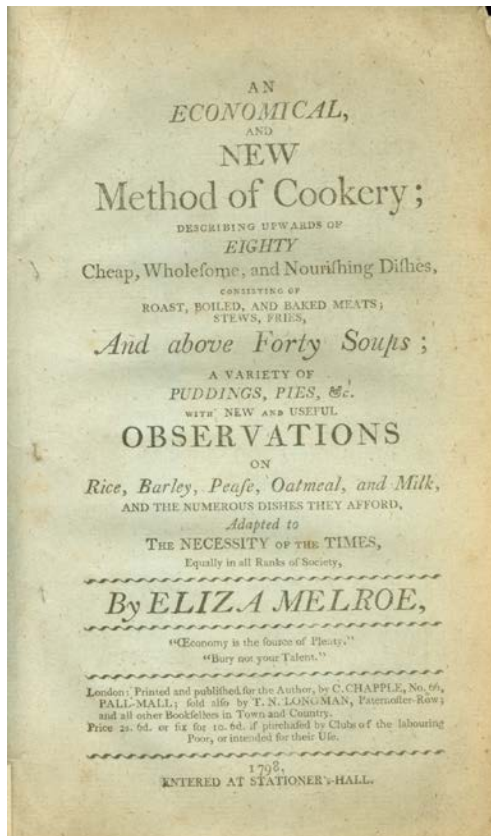 AN
ECONOMICAL,
AND
NEW
Method of Cookery;
DESCRIBING UPWARDS OF
EIGHTY
Cheap, Wholeſome, and Nouriſhing Diſhes,
CONSISTING OF
ROAST, BOILED, AND BAKED MEATS;
STEWS, FRIES,
And above Forty Soups;
A VARIETY OF
PUDDINGS, PIES, &c.
WITH NEW AND USEFUL
OBSERVATIONS
ON
Rice, Barley, Peaſe, Oatmeal, and Milk,
AND THE NUMEROUS DISHES THEY AFFORD,
Adapted to
THE NECESSITY OF THE TIMES,
Equally in all Ranks of Society,
By ELIZA MELROE,
"Œconomy is the ſource of Plenty."
"Bury not your Talent."
London: Printed and publiſhed for the Author, by C. CHAPPLE, No. 66,
PALL-MALL; ſold alſo by T. N. LONGMAN, Paternoſter-Row;
and all other Bookſellers in Town and Country.
Price 2s. 6d. or ſix for 10. 6d. if purchaſed by Clubs of the labouring
Poor, or intended for their Uſe.
1798.
ENTERED AT STATIONER's-HALL.